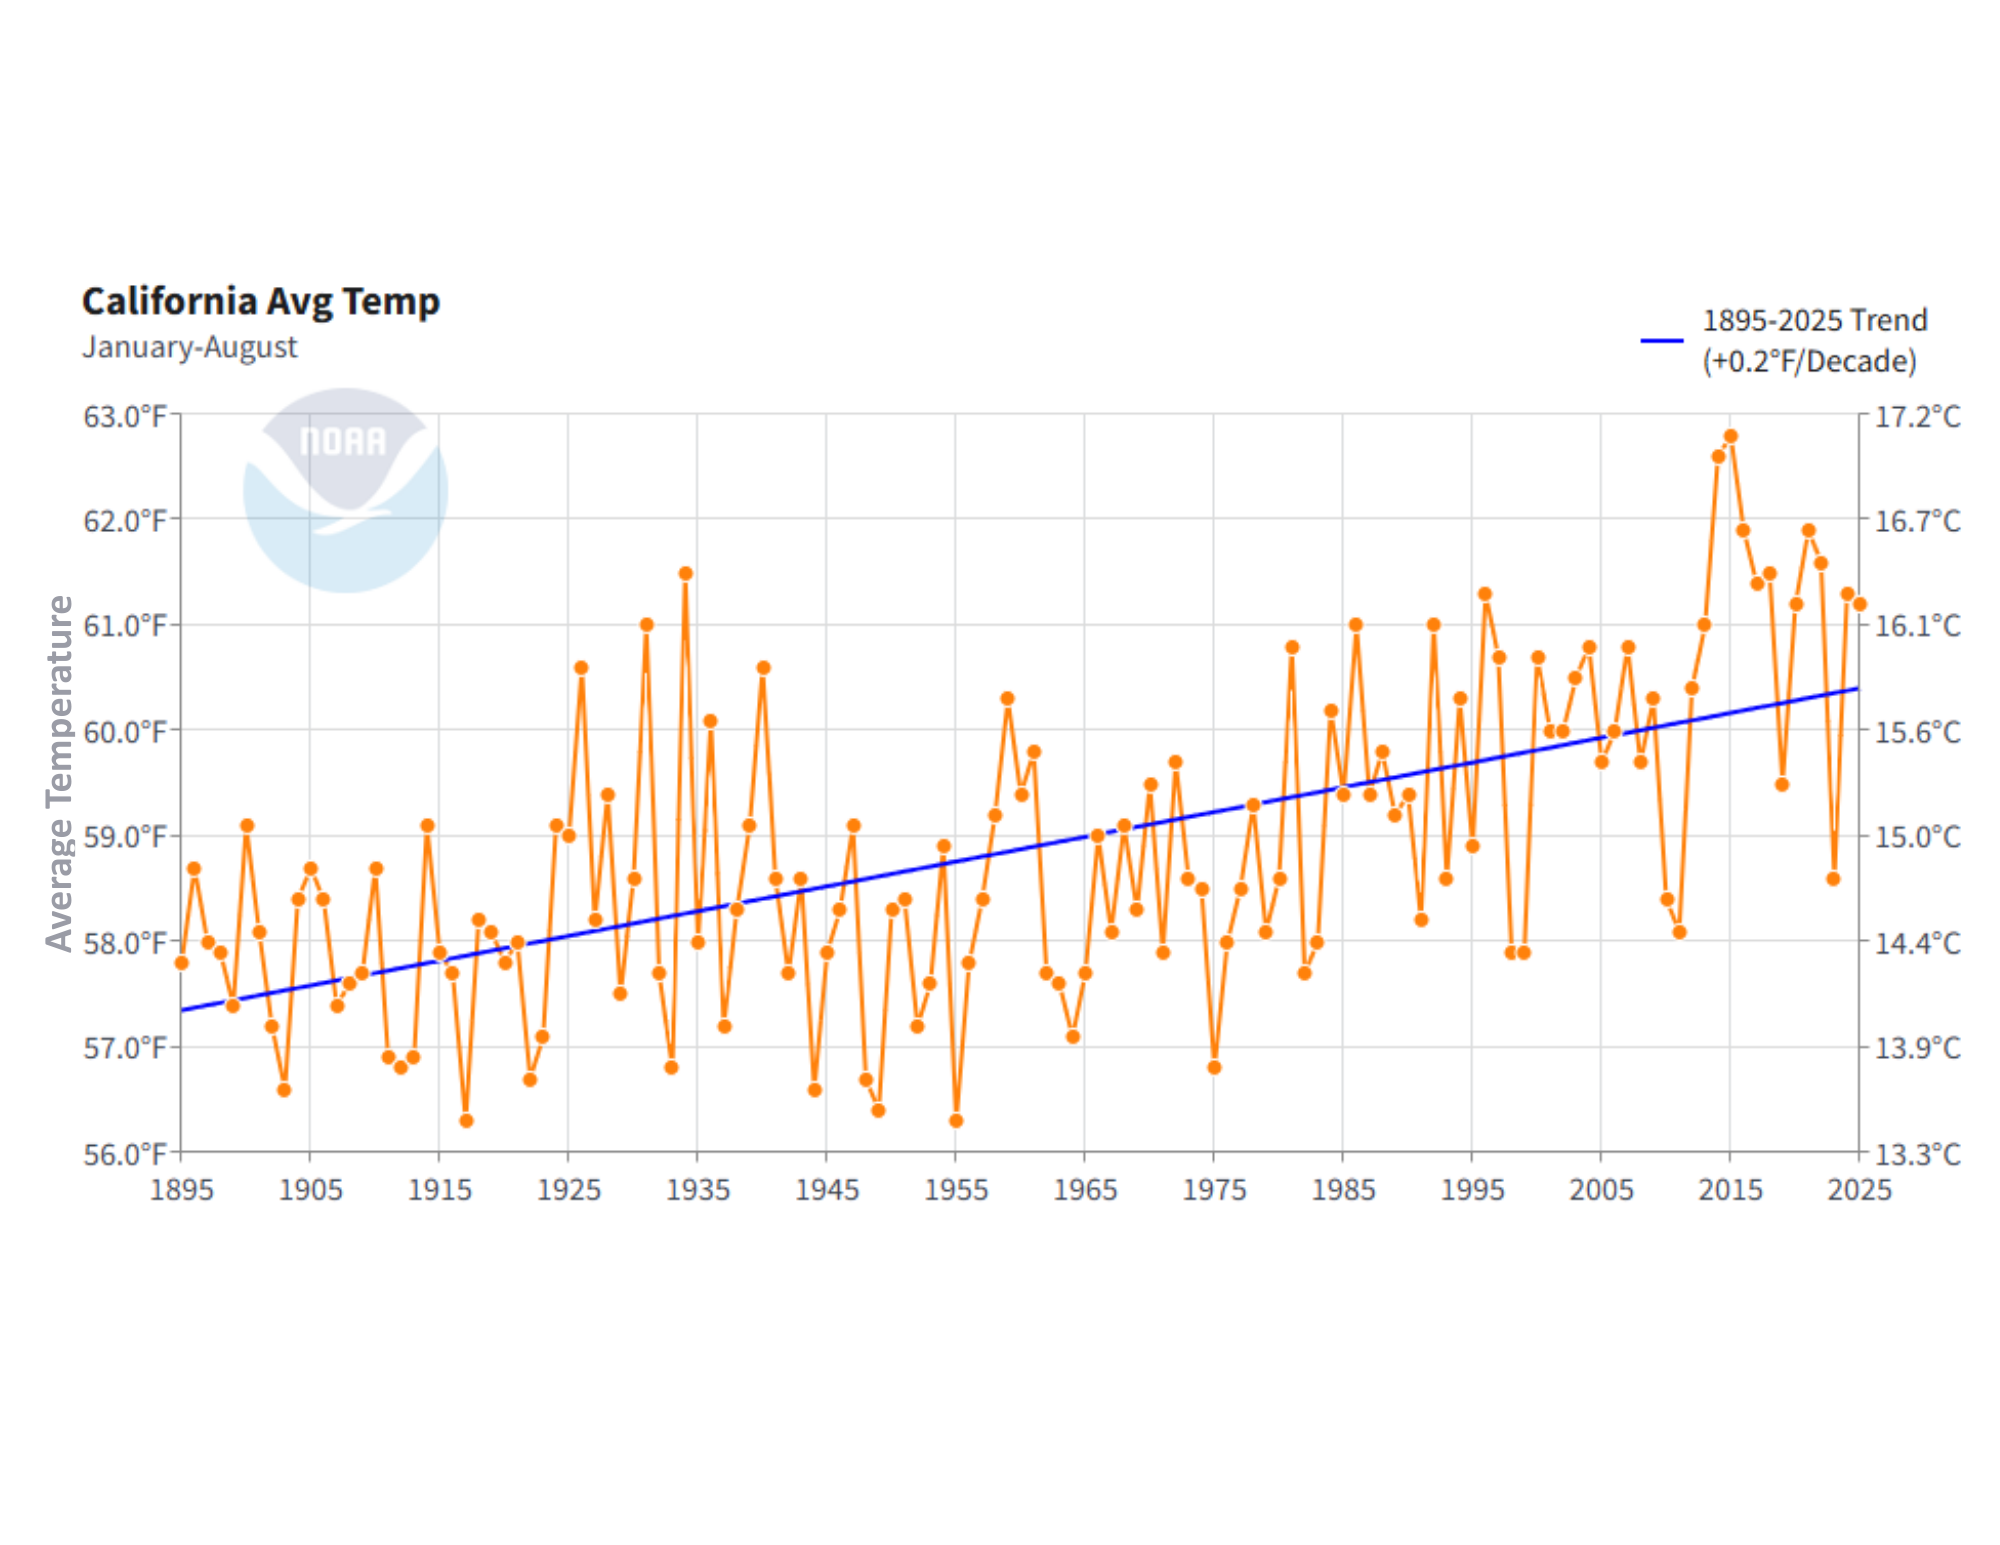 California Avg Temp
January-August
1895-2025 Trend
(+0.2°F/Decade)
NOAA
Average Temperature
63.0°F
62.0°F
61.0°F
60.0°F
59.0°F
58.0°F
57.0°F
56.0°F
17.2°C
16.7°C
16.1°C
15.6°C
15.0°C
14.4°C
13.9°C
13.3°C
1895 1905 1915 1925 1935 1945 1955 1965 1975 1985 1995 2005 2015 2025